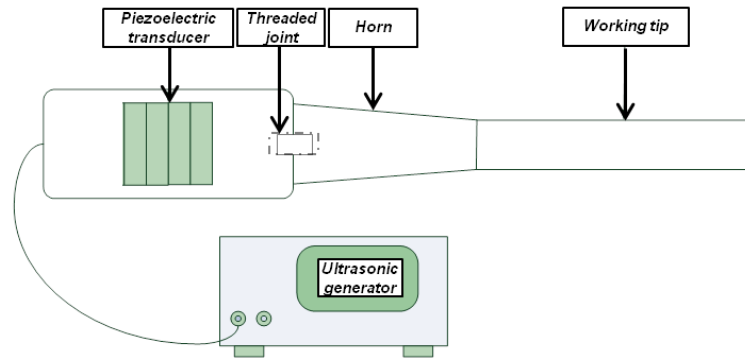 Piezoelectric
transducer
Threaded
joint
Horn
Working tip
Ultrasonic
generator